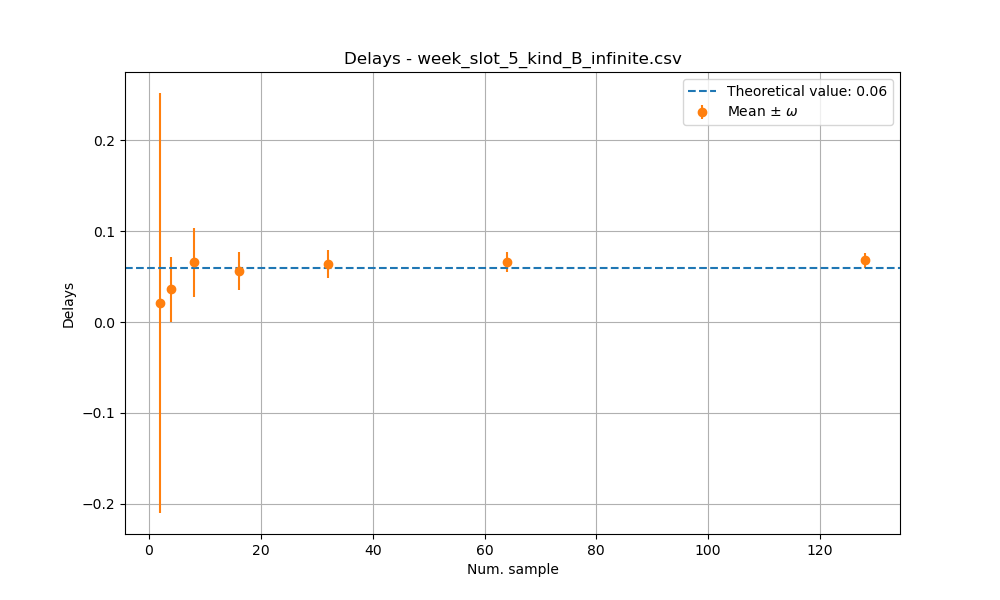 Delays - week_slot_5_kind_B_infinite.csv
Theoretical value: 0.06
Mean ± ω
0.2
0.1
0.0
−0.1
−0.2
Delays
0 20 40 60 80 100 120
Num. sample